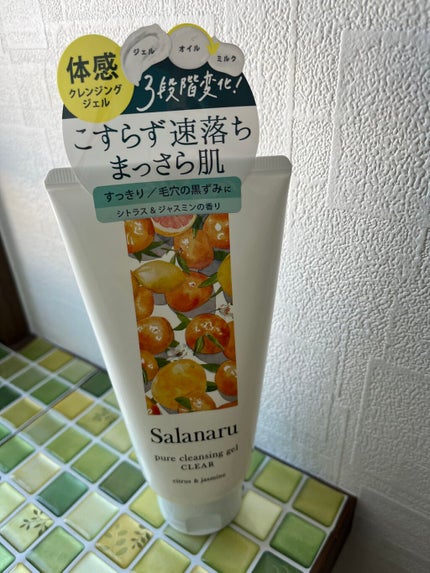 ジェル
オイル
ミルク
体感
クレンジング
ジェル
3段階変化!
こすらず速落ち
まっさら肌
すっきり/毛穴の黒ずみに
シトラス&ジャスミンの香り
Salanaru
pure cleansing gel
CLEAR
citrus & jasmine